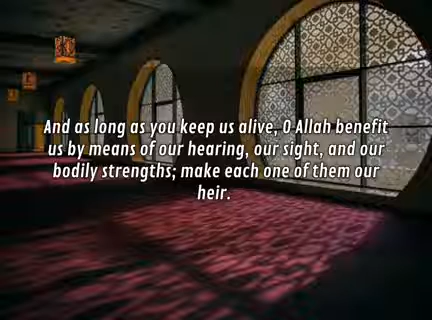 And as long as you keep us alive, O Allah benefit
us by means of our hearing, our sight, and our
bodily strengths; make each one of them our
heir.